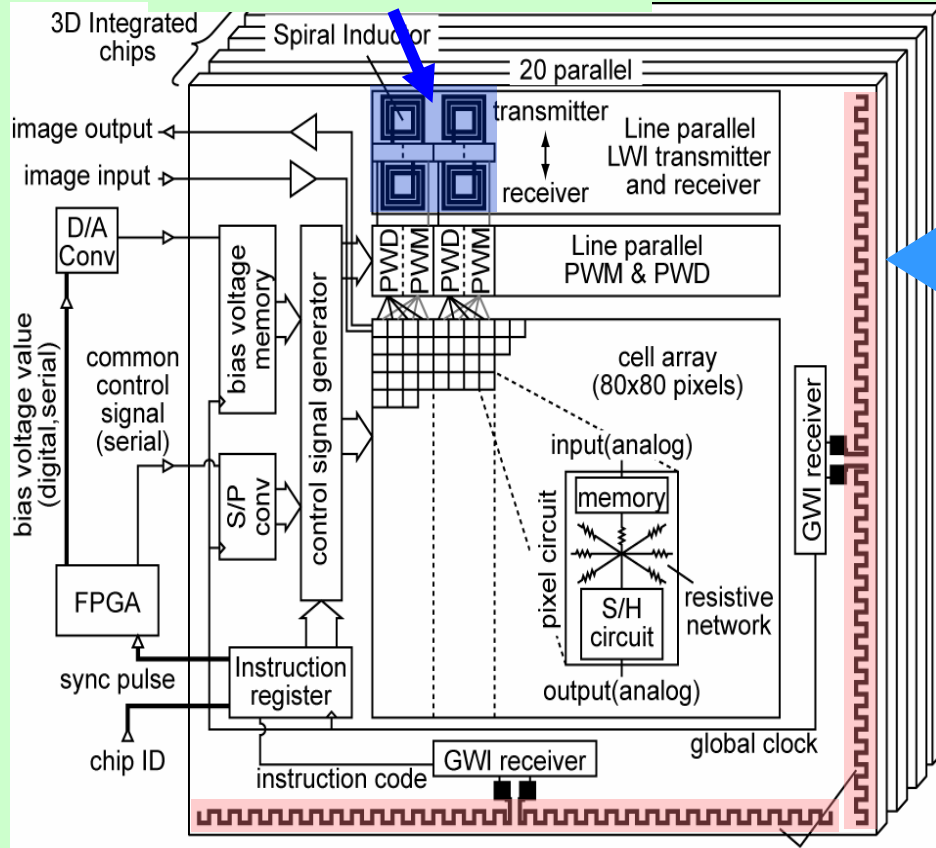 3D Integrated
chips
Spiral Inductor
20 parallel
image output
image input
transmitter
receiver
Line parallel
LWI transmitter
and receiver
D/A
Conv
bias voltage
memory
control signal generator
PWD
PWM
PWD
PWM
Line parallel
PWM & PWD
bias voltage value
(digital,serial)
common
control
signal
(serial)
S/P
conv
cell array
(80x80 pixels)
input(analog)
memory
pixel circuit
S/H
circuit
resistive
network
output(analog)
GWI receiver
FPGA
sync pulse
Instruction
register
chip ID
instruction code
GWI receiver
global clock